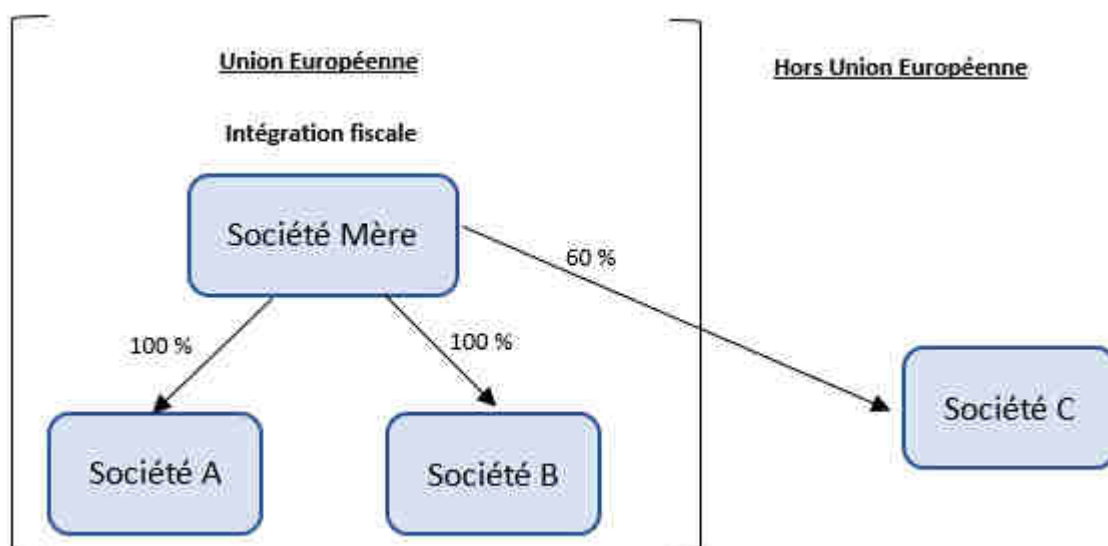 Union Européenne
Hors Union Européenne
Intégration fiscale
Société Mère
60 %
100 %
100 %
Société C
Société A
Société B